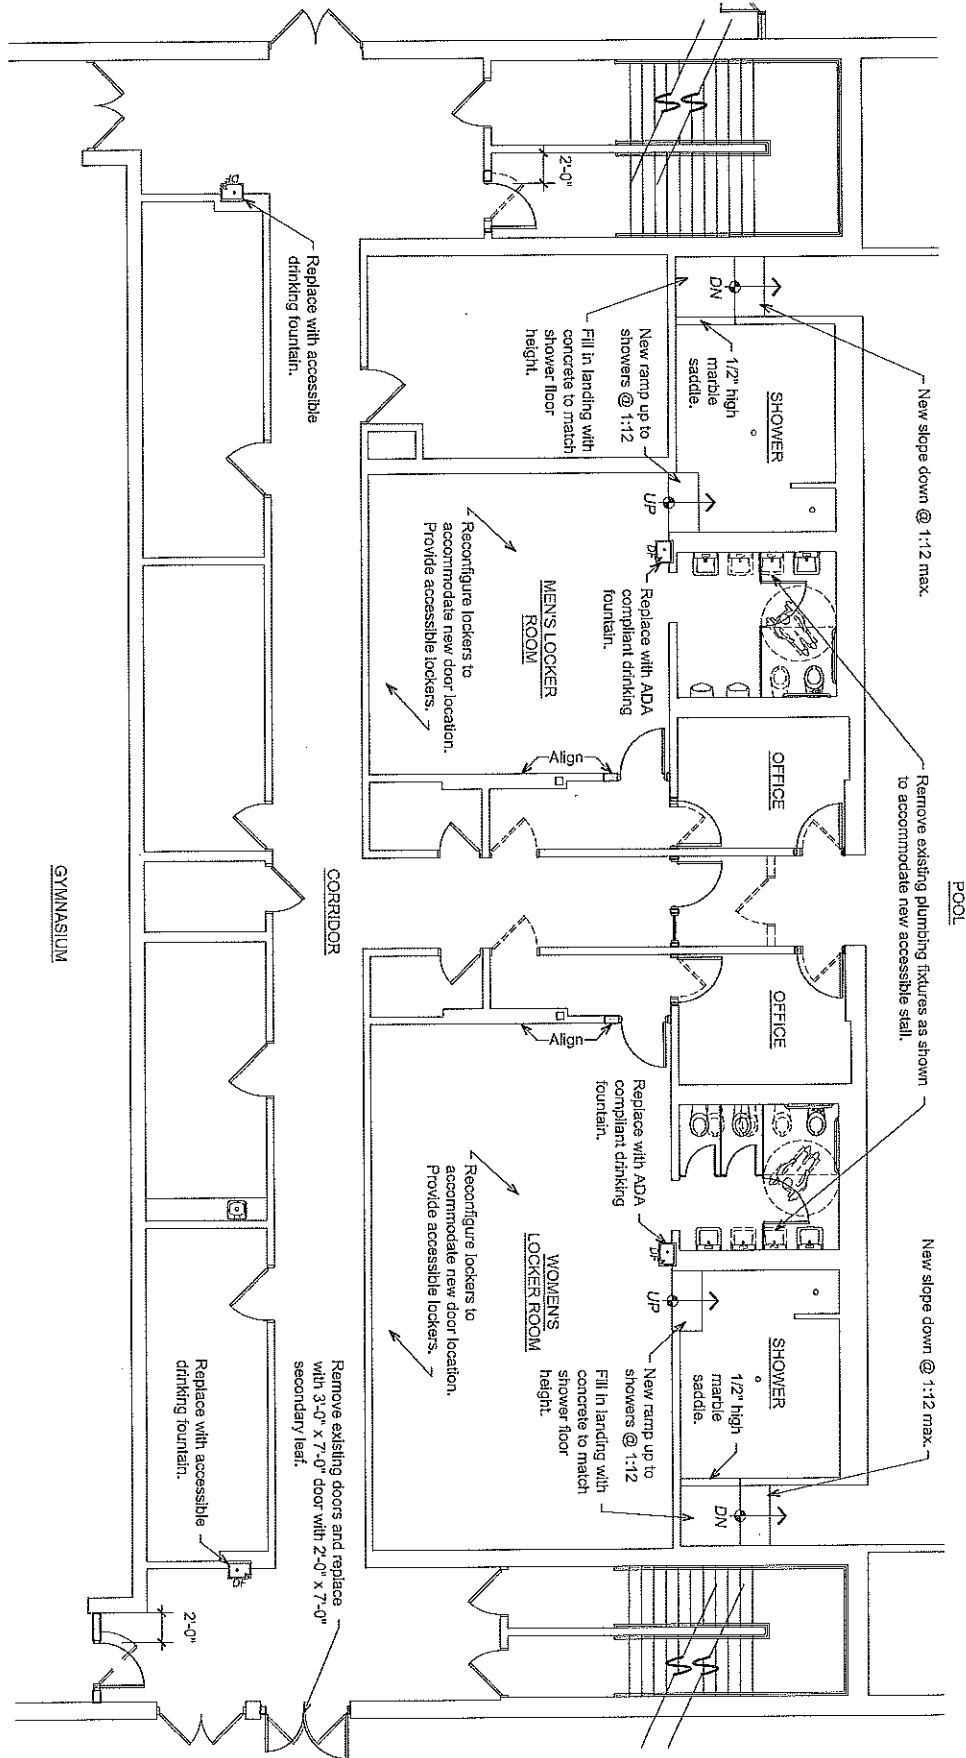 POOL
New slope down @ 1:12 max.
Remove existing plumbing fixtures as shown
to accommodate new accessible stall.
New slope down @ 1:12 max.
DN
1/2" high
marble
saddle.
SHOWER
OFFICE
OFFICE
SHOWER
1/2" high
marble
saddle.
DN
2'-0"
Fill in landing with
concrete to match
shower floor
height.
New ramp up to
showers @ 1:12
UP
DF
Replace with ADA
compliant drinking
fountain.
MEN'S LOCKER
ROOM
Reconfigure lockers to
accommodate new door location.
Provide accessible lockers.
Align
Align
Replace with ADA
compliant drinking
fountain.
DF
UP
New ramp up to
showers @ 1:12
Fill in landing with
concrete to match
shower floor
height.
WOMEN'S
LOCKER ROOM
Reconfigure lockers to
accommodate new door location.
Provide accessible lockers.
DF
Replace with accessible
drinking fountain.
CORRIDOR
Remove existing doors and replace
with 3'-0" x 7'-0" door with 2'-0" x 7'-0"
secondary leaf.
Replace with accessible
drinking fountain.
DF
2'-0"
GYMNASIUM